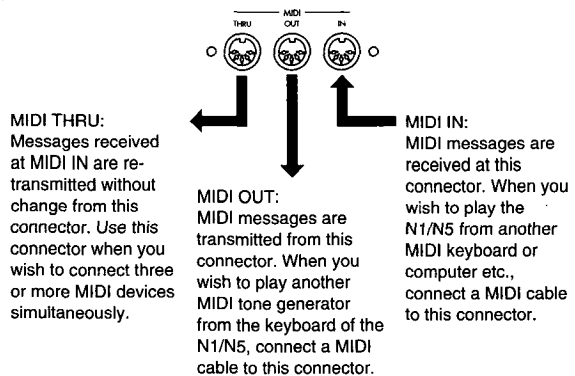 MIDI
THRU OUT IN
MIDI THRU:
Messages received
at MIDI IN are re-
transmitted without
change from this
connector. Use this
connector when you
wish to connect three
or more MIDI devices
simultaneously.
MIDI OUT:
MIDI messages are
transmitted from this
connector. When you
wish to play another
MIDI tone generator
from the keyboard of the
N1/N5, connect a MIDI
cable to this connector.
MIDI IN:
MIDI messages are
received at this
connector. When you
wish to play the
N1/N5 from another
MIDI keyboard or
computer etc.,
connect a MIDI cable
to this connector.